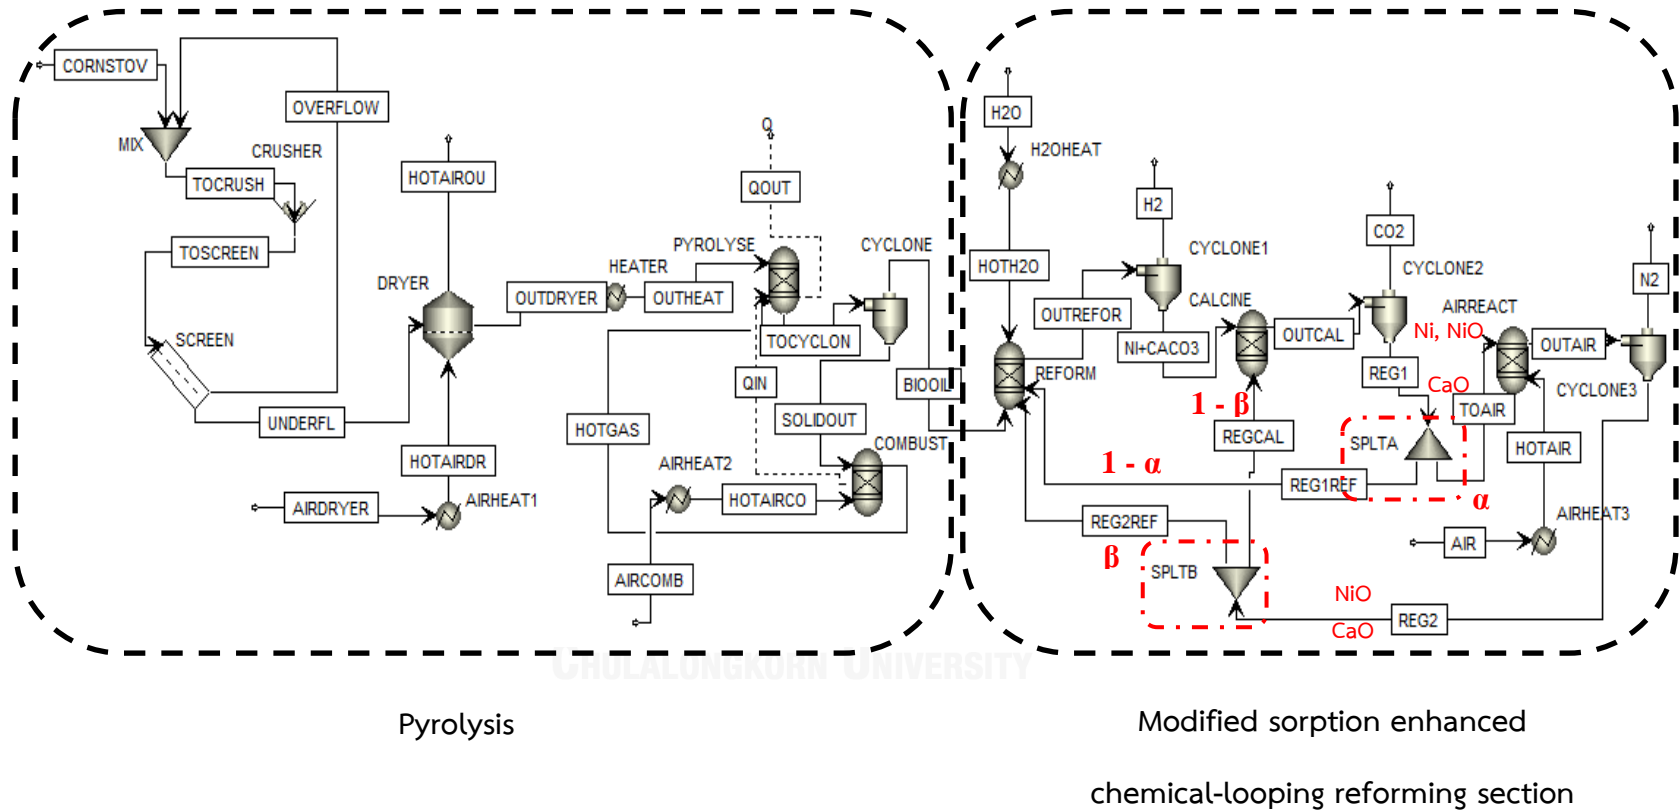 CORNSTOV
OVERFLOW
MIX
CRUSHER
TOCRUSH
HOTAIROU
TOSCREEN
DRYER
SCREEN
UNDERFL
HOTAIRDR
AIRDRYER
AIRHEAT1
OUTDRYER
HEATER
OUTHEAT
PYROLYSE
Q
QOUT
CYCLONE
TOCYCLON
QIN
SOLIDOUT
HOTGAS
COMBUST
AIRHEAT2
HOTAIRCO
AIRCOMB
BIOOIL
H2O
H2OHEAT
HOTH2O
H2
CYCLONE1
OUTREFOR
CALCINE
NI+CACO3
REFORM
OUTCAL
CO2
CYCLONE2
AIRREACT
Ni, NiO
REG1
CaO
TOAIR
OUTAIR
N2
CYCLONE3
HOTAIR
1 - β
REGCAL
SPLTA
1 - α
REG1REF
α
REG2REF
β
SPLTB
AIR
AIRHEAT3
NiO
CaO
REG2
CHULALONGKORN UNIVERSITY
Pyrolysis
Modified sorption enhanced
chemical-looping reforming section